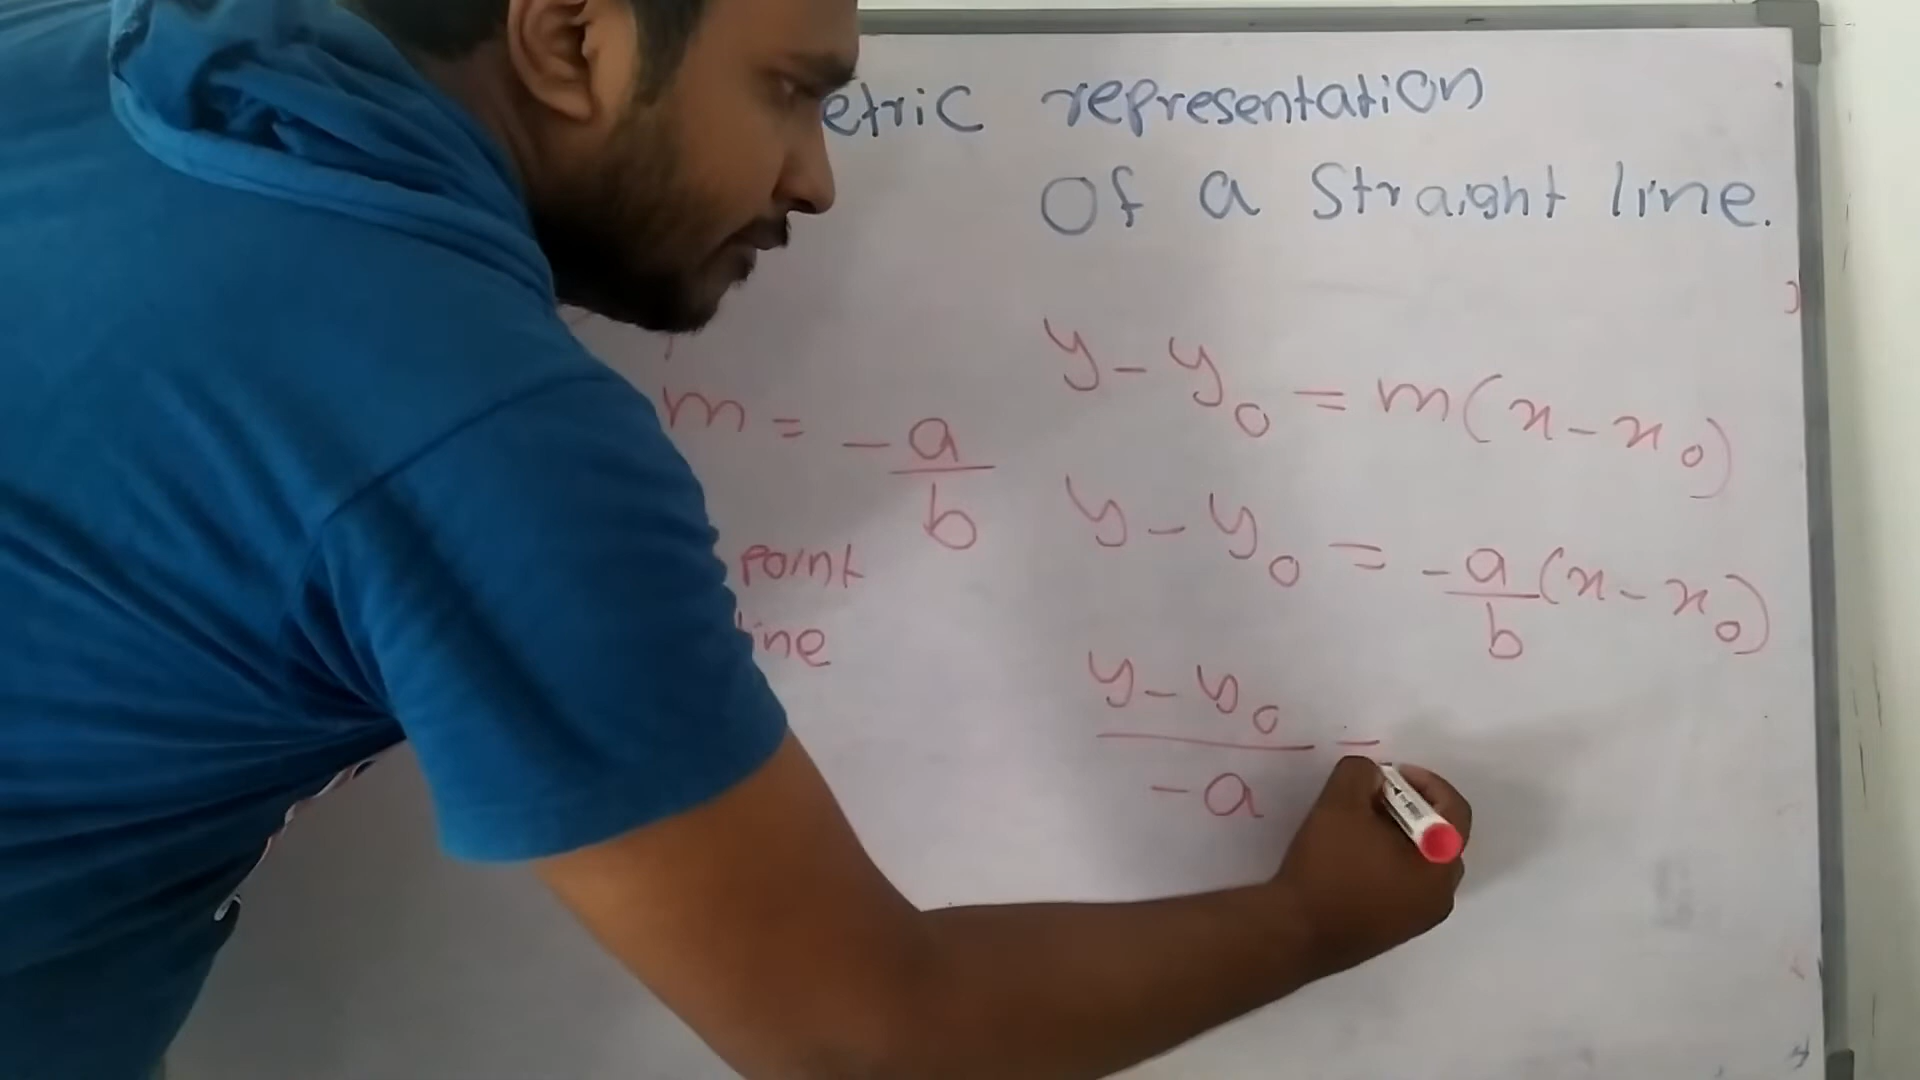 etric representation
of a straight line.
m = -a/b
point
ine
y - y₀ = m(x - x₀)
y - y₀ = -a/b (x - x₀)
y - y₀/-a =